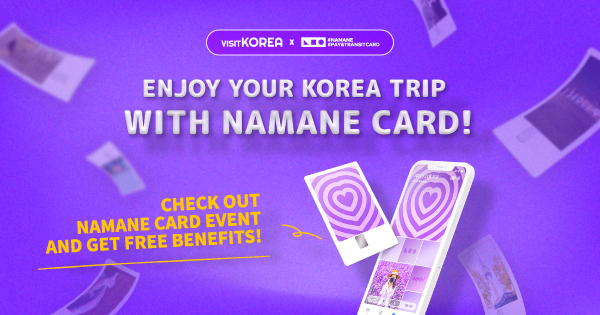 VISITKOREA x #NAMANE
#PAY&TRANSITCARD
ENJOY YOUR KOREA TRIP
WITH NAMANE CARD!
CHECK OUT
NAMANE CARD EVENT
AND GET FREE BENEFITS!